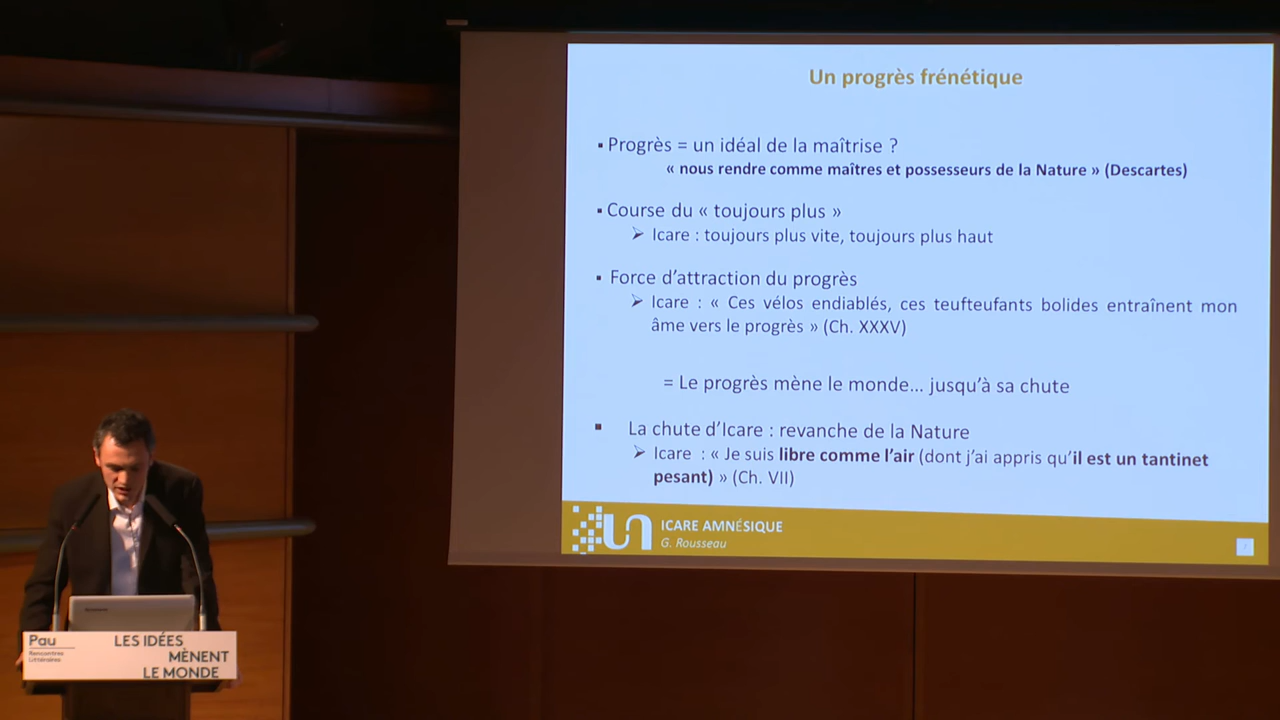 Un progrès frénétique
▪ Progrès = un idéal de la maîtrise ?
« nous rendre comme maîtres et possesseurs de la Nature » (Descartes)
▪ Course du « toujours plus »
➢ Icare : toujours plus vite, toujours plus haut
▪ Force d'attraction du progrès
➢ Icare : « Ces vélos endiablés, ces teufteufants bolides entraînent mon
âme vers le progrès » (Ch. XXXV)
= Le progrès mène le monde... jusqu'à sa chute
▪ La chute d'Icare : revanche de la Nature
➢ Icare : « Je suis libre comme l'air (dont j'ai appris qu'il est un tantinet
pesant) » (Ch. VII)
un
ICARE AMNÉSIQUE
G. Rousseau
Pau
Rencontres
Littéraires
LES IDÉES
MÈNENT
LE MONDE